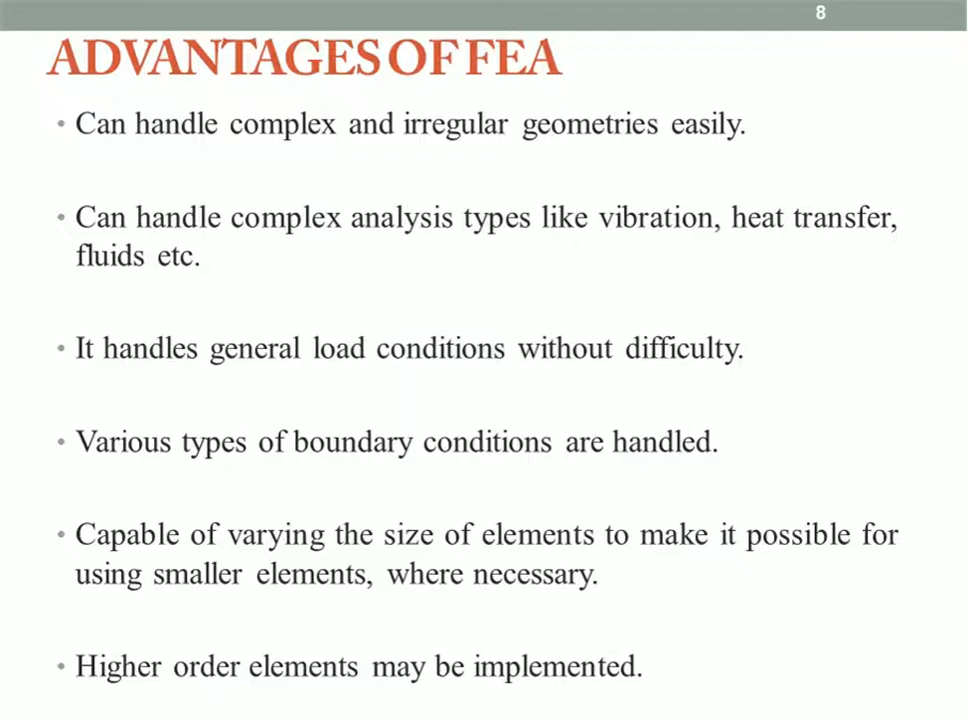 8
ADVANTAGES OF FEA
• Can handle complex and irregular geometries easily.
• Can handle complex analysis types like vibration, heat transfer,
fluids etc.
• It handles general load conditions without difficulty.
• Various types of boundary conditions are handled.
• Capable of varying the size of elements to make it possible for
using smaller elements, where necessary.
• Higher order elements may be implemented.